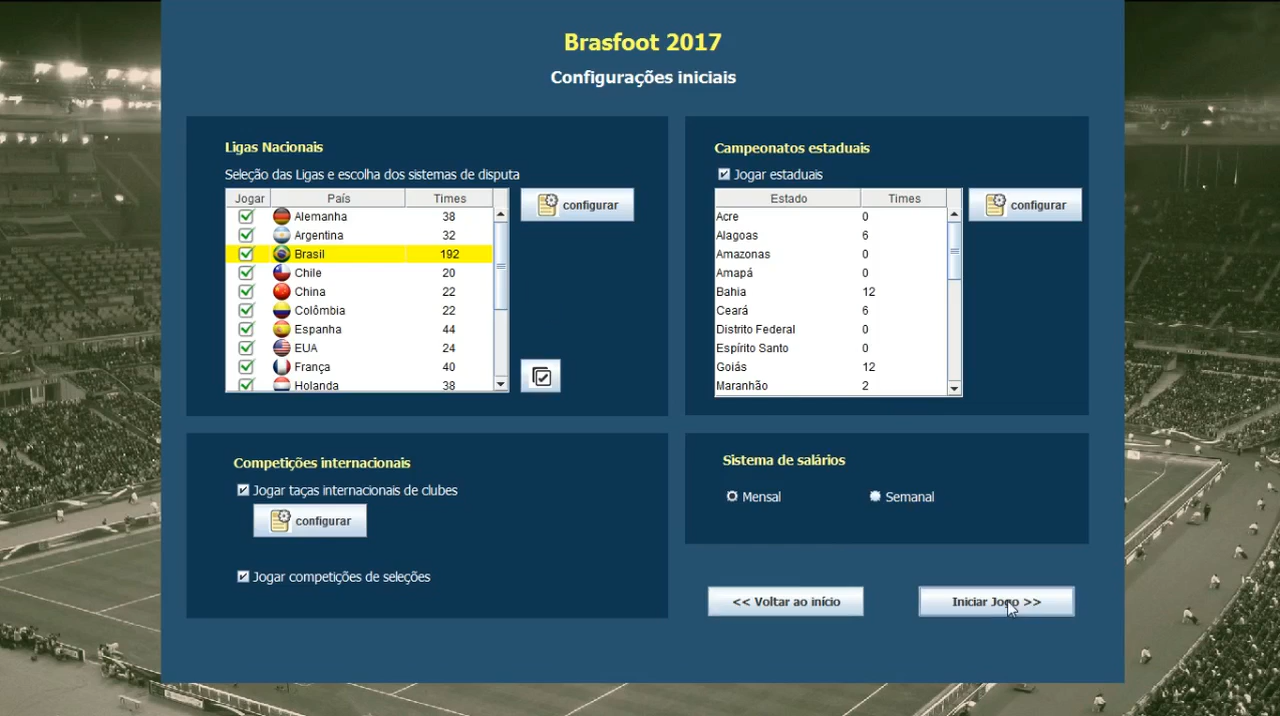 Brasfoot 2017
Configurações iniciais
Ligas Nacionais
Seleção das Ligas e escolha dos sistemas de disputa
Jogar País Times
Alemanha 38
Argentina 32
Brasil 192
Chile 20
China 22
Colômbia 22
Espanha 44
EUA 24
França 40
Holanda 38
configurar
Campeonatos estaduais
Jogar estaduais
Estado Times
Acre 0
Alagoas 6
Amazonas 0
Amapá 0
Bahia 12
Ceará 6
Distrito Federal 0
Espírito Santo 0
Goiás 12
Maranhão 2
configurar
Competições internacionais
Jogar taças internacionais de clubes
configurar
Jogar competições de seleções
Sistema de salários
Mensal Semanal
<< Voltar ao início
Iniciar Jogo >>